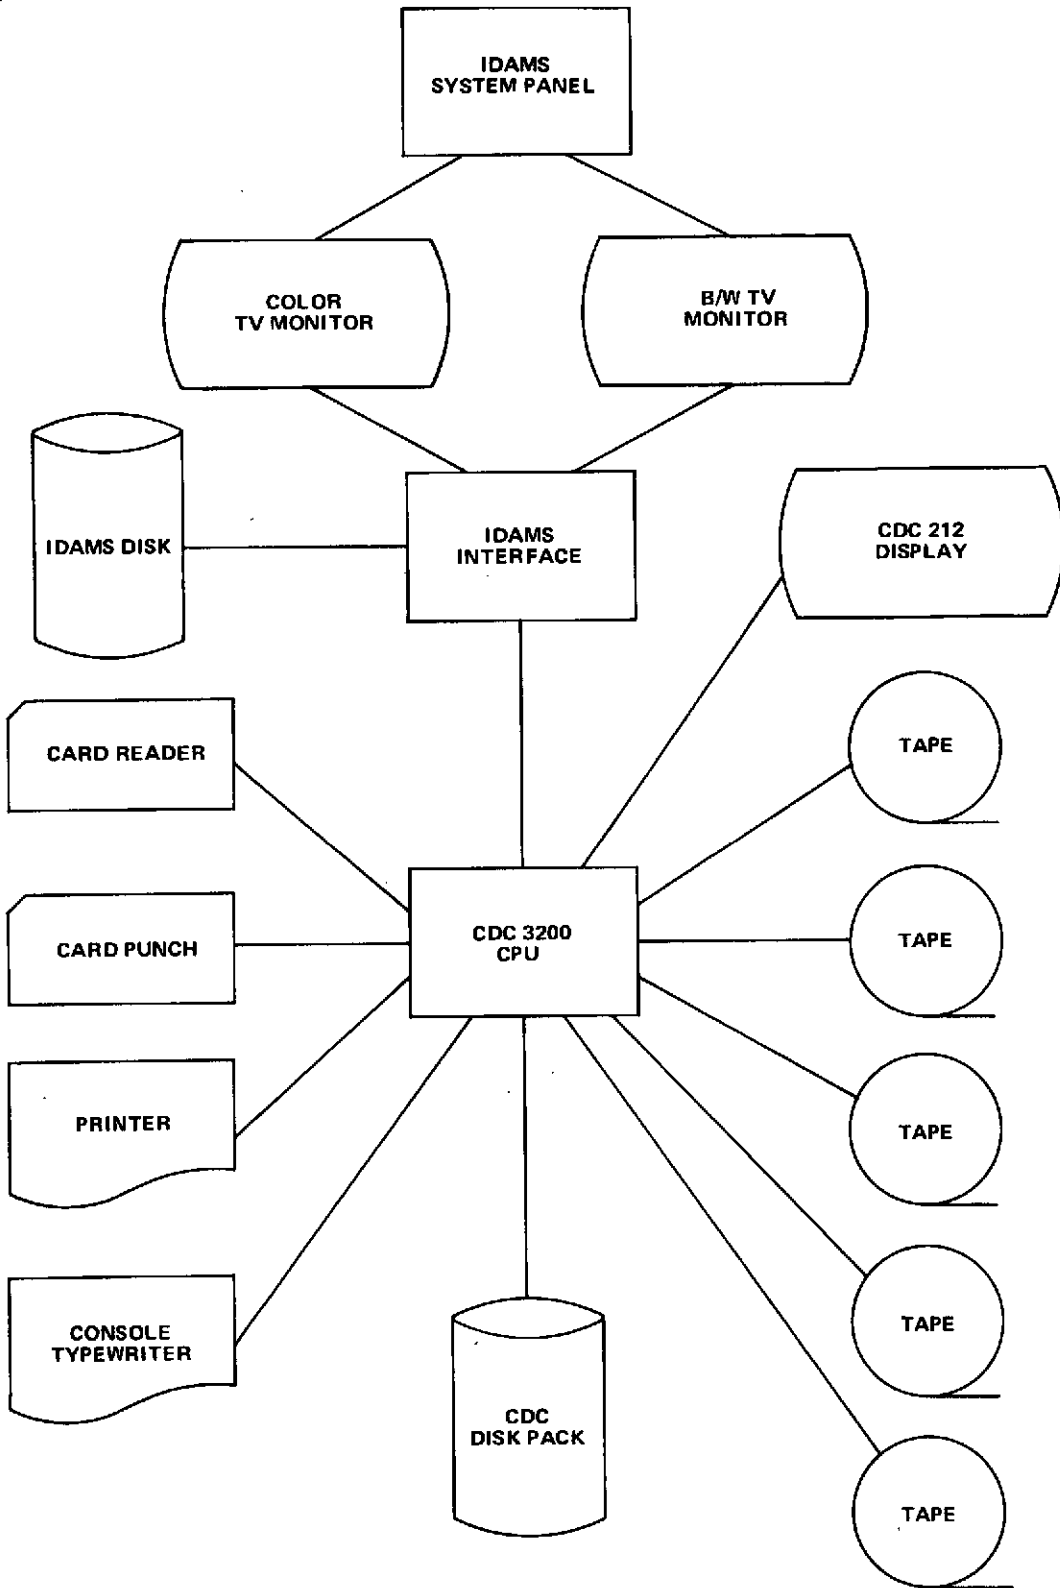 IDAMS
SYSTEM PANEL
COLOR
TV MONITOR
B/W TV
MONITOR
IDAMS DISK
IDAMS
INTERFACE
CDC 212
DISPLAY
CARD READER
TAPE
CARD PUNCH
CDC 3200
CPU
TAPE
PRINTER
TAPE
CONSOLE
TYPEWRITER
TAPE
CDC
DISK PACK
TAPE